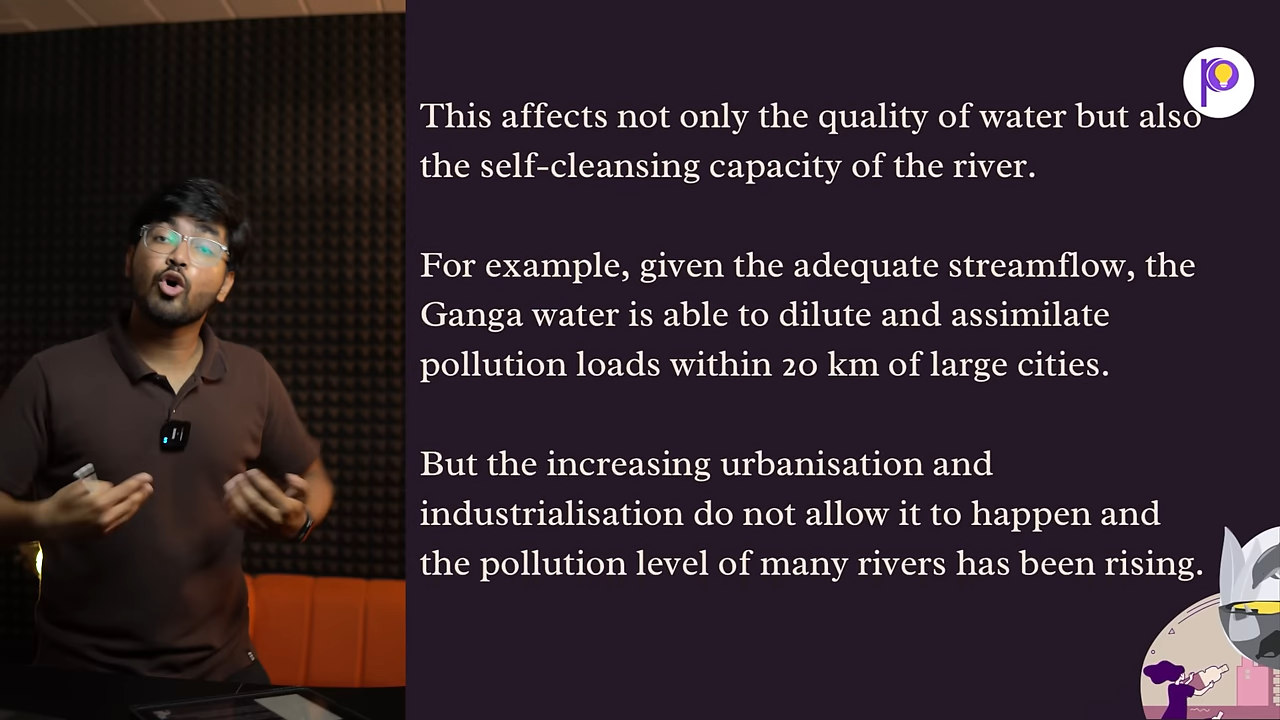 This affects not only the quality of water but also
the self-cleansing capacity of the river.
For example, given the adequate streamflow, the
Ganga water is able to dilute and assimilate
pollution loads within 20 km of large cities.
But the increasing urbanisation and
industrialisation do not allow it to happen and
the pollution level of many rivers has been rising.